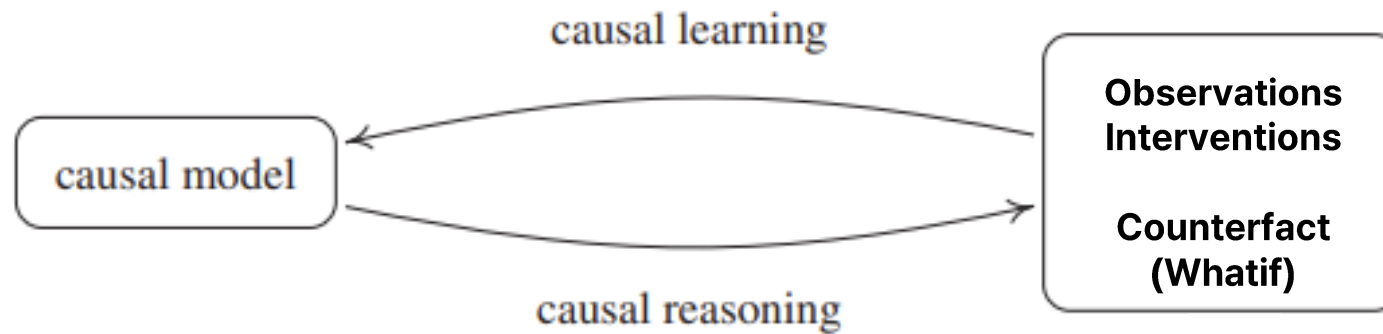 causal learning
causal model
Observations
Interventions
Counterfact
(Whatif)
causal reasoning